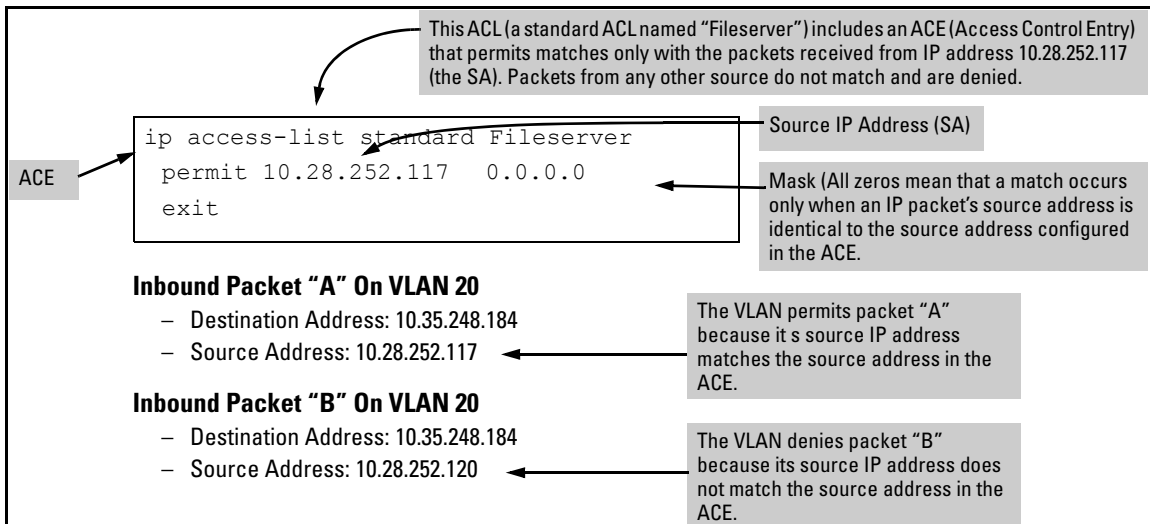 This ACL (a standard ACL named “Fileserver”) includes an ACE (Access Control Entry)
that permits matches only with the packets received from IP address 10.28.252.117
(the SA). Packets from any other source do not match and are denied.
ip access-list standard Fileserver
permit 10.28.252.117 0.0.0.0
exit
ACE
Source IP Address (SA)
Mask (All zeros mean that a match occurs
only when an IP packet’s source address is
identical to the source address configured
in the ACE.
Inbound Packet “A” On VLAN 20
– Destination Address: 10.35.248.184
– Source Address: 10.28.252.117
The VLAN permits packet “A”
because it s source IP address
matches the source address in the
ACE.
Inbound Packet “B” On VLAN 20
– Destination Address: 10.35.248.184
– Source Address: 10.28.252.120
The VLAN denies packet “B”
because its source IP address does
not match the source address in the
ACE.